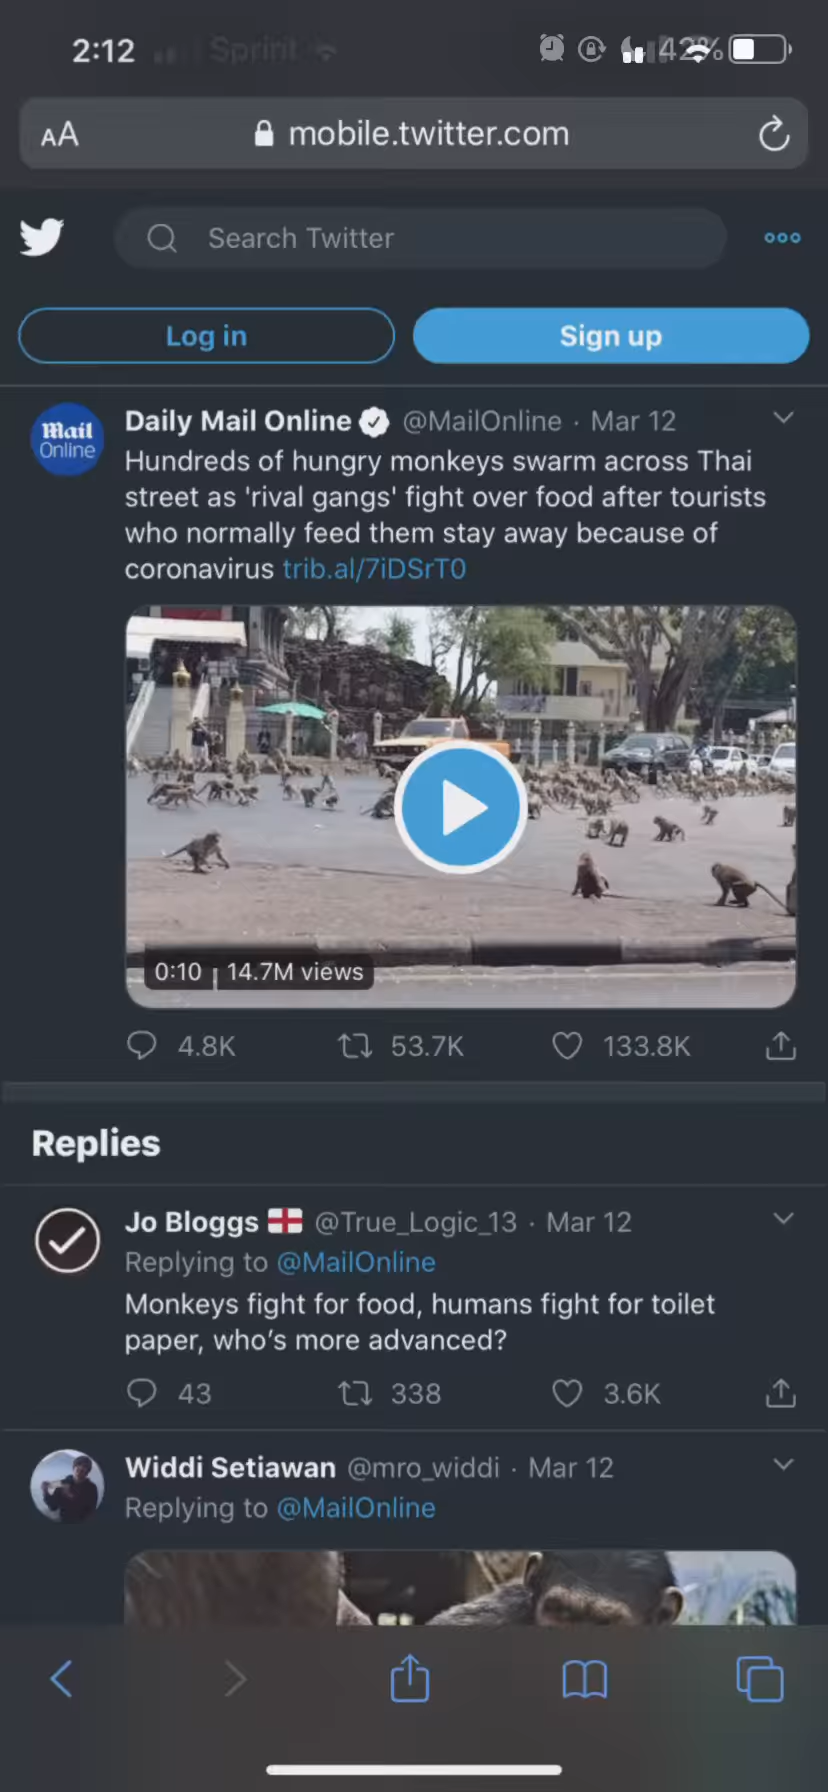 2:12 Sprint 42%
AA mobile.twitter.com
Search Twitter
Log in Sign up
Mail Online
Daily Mail Online @MailOnline · Mar 12
Hundreds of hungry monkeys swarm across Thai
street as 'rival gangs' fight over food after tourists
who normally feed them stay away because of
coronavirus trib.al/7iDSrT0
0:10 | 14.7M views
4.8K 53.7K 133.8K
Replies
Jo Bloggs @True_Logic_13 · Mar 12
Replying to @MailOnline
Monkeys fight for food, humans fight for toilet
paper, who’s more advanced?
43 338 3.6K
Widdi Setiawan @mro_widdi · Mar 12
Replying to @MailOnline